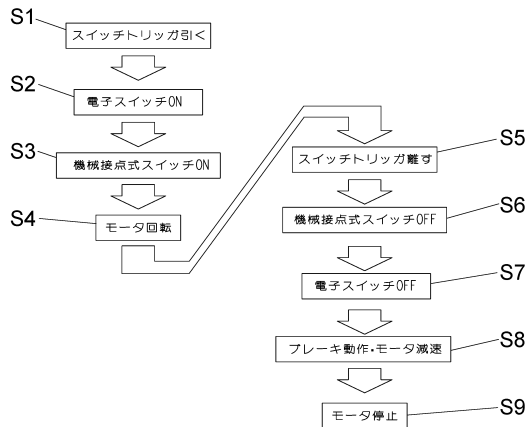 S1
スイッチトリッガ引く
S2
電子スイッチON
S3
機械接点式スイッチON
S4
モータ回転
S5
スイッチトリッガ離す
S6
機械接点式スイッチOFF
S7
電子スイッチOFF
S8
ブレーキ動作・モータ減速
S9
モータ停止